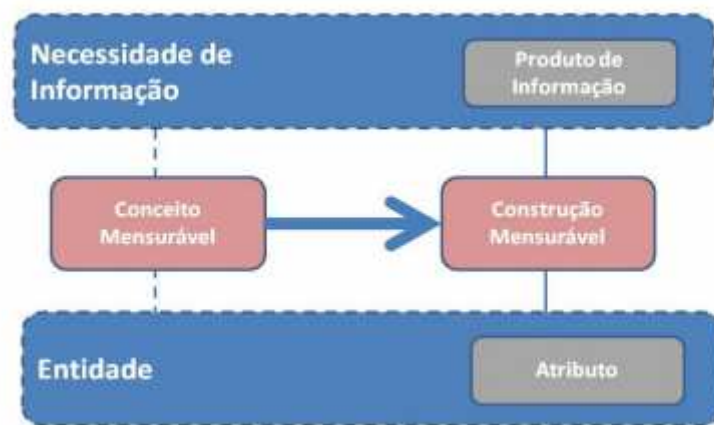 Necessidade de
Informação
Produto de
Informação
Conceito
Mensurável
Construção
Mensurável
Entidade
Atributo